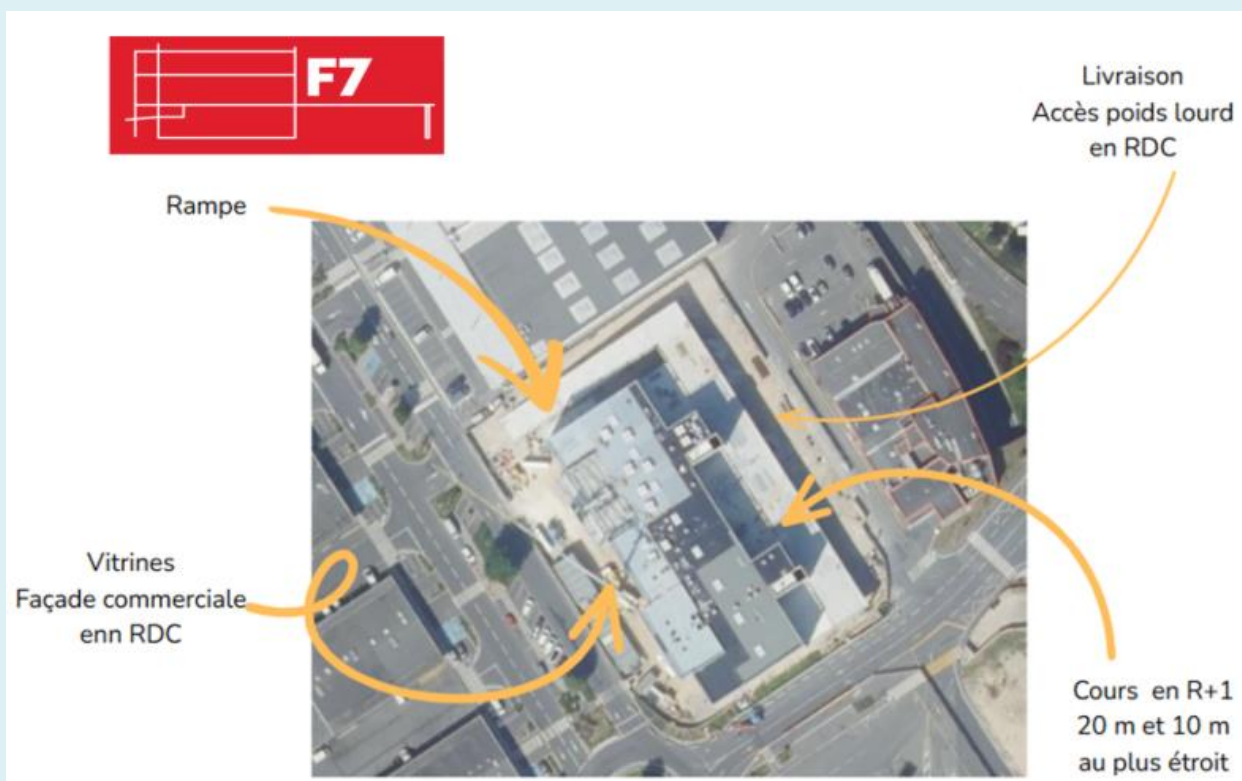 F7
Livraison
Accès poids lourd
en RDC
Rampe
Vitrines
Façade commerciale
enn RDC
Cours en R+1
20 m et 10 m
au plus étroit